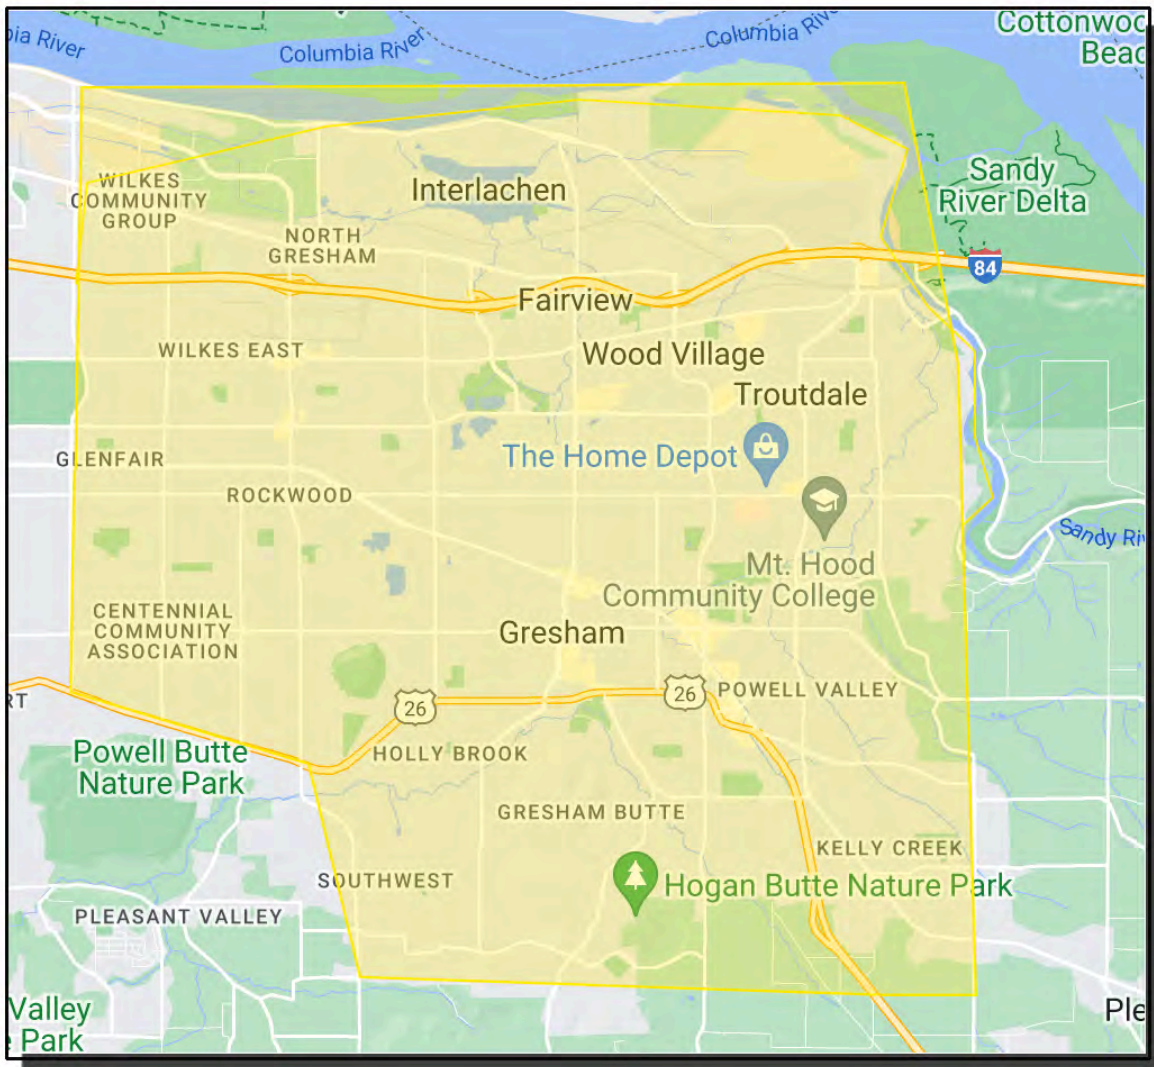 Cottonwoo
Beac
bia River
Columbia River
Columbia Rive
Sandy
River Delta
WILKES
COMMUNITY
GROUP
Interlachen
NORTH
GRESHAM
84
Fairview
WILKES EAST
Wood Village
Troutdale
GLENFAIR
The Home Depot
ROCKWOOD
Sandy Riv
Mt. Hood
Community College
CENTENNIAL
COMMUNITY
ASSOCIATION
Gresham
RT
26
26
POWELL VALLEY
Powell Butte
Nature Park
HOLLY BROOK
GRESHAM BUTTE
KELLY CREEK
SOUTHWEST
Hogan Butte Nature Park
PLEASANT VALLEY
Valley
e Park
Ple